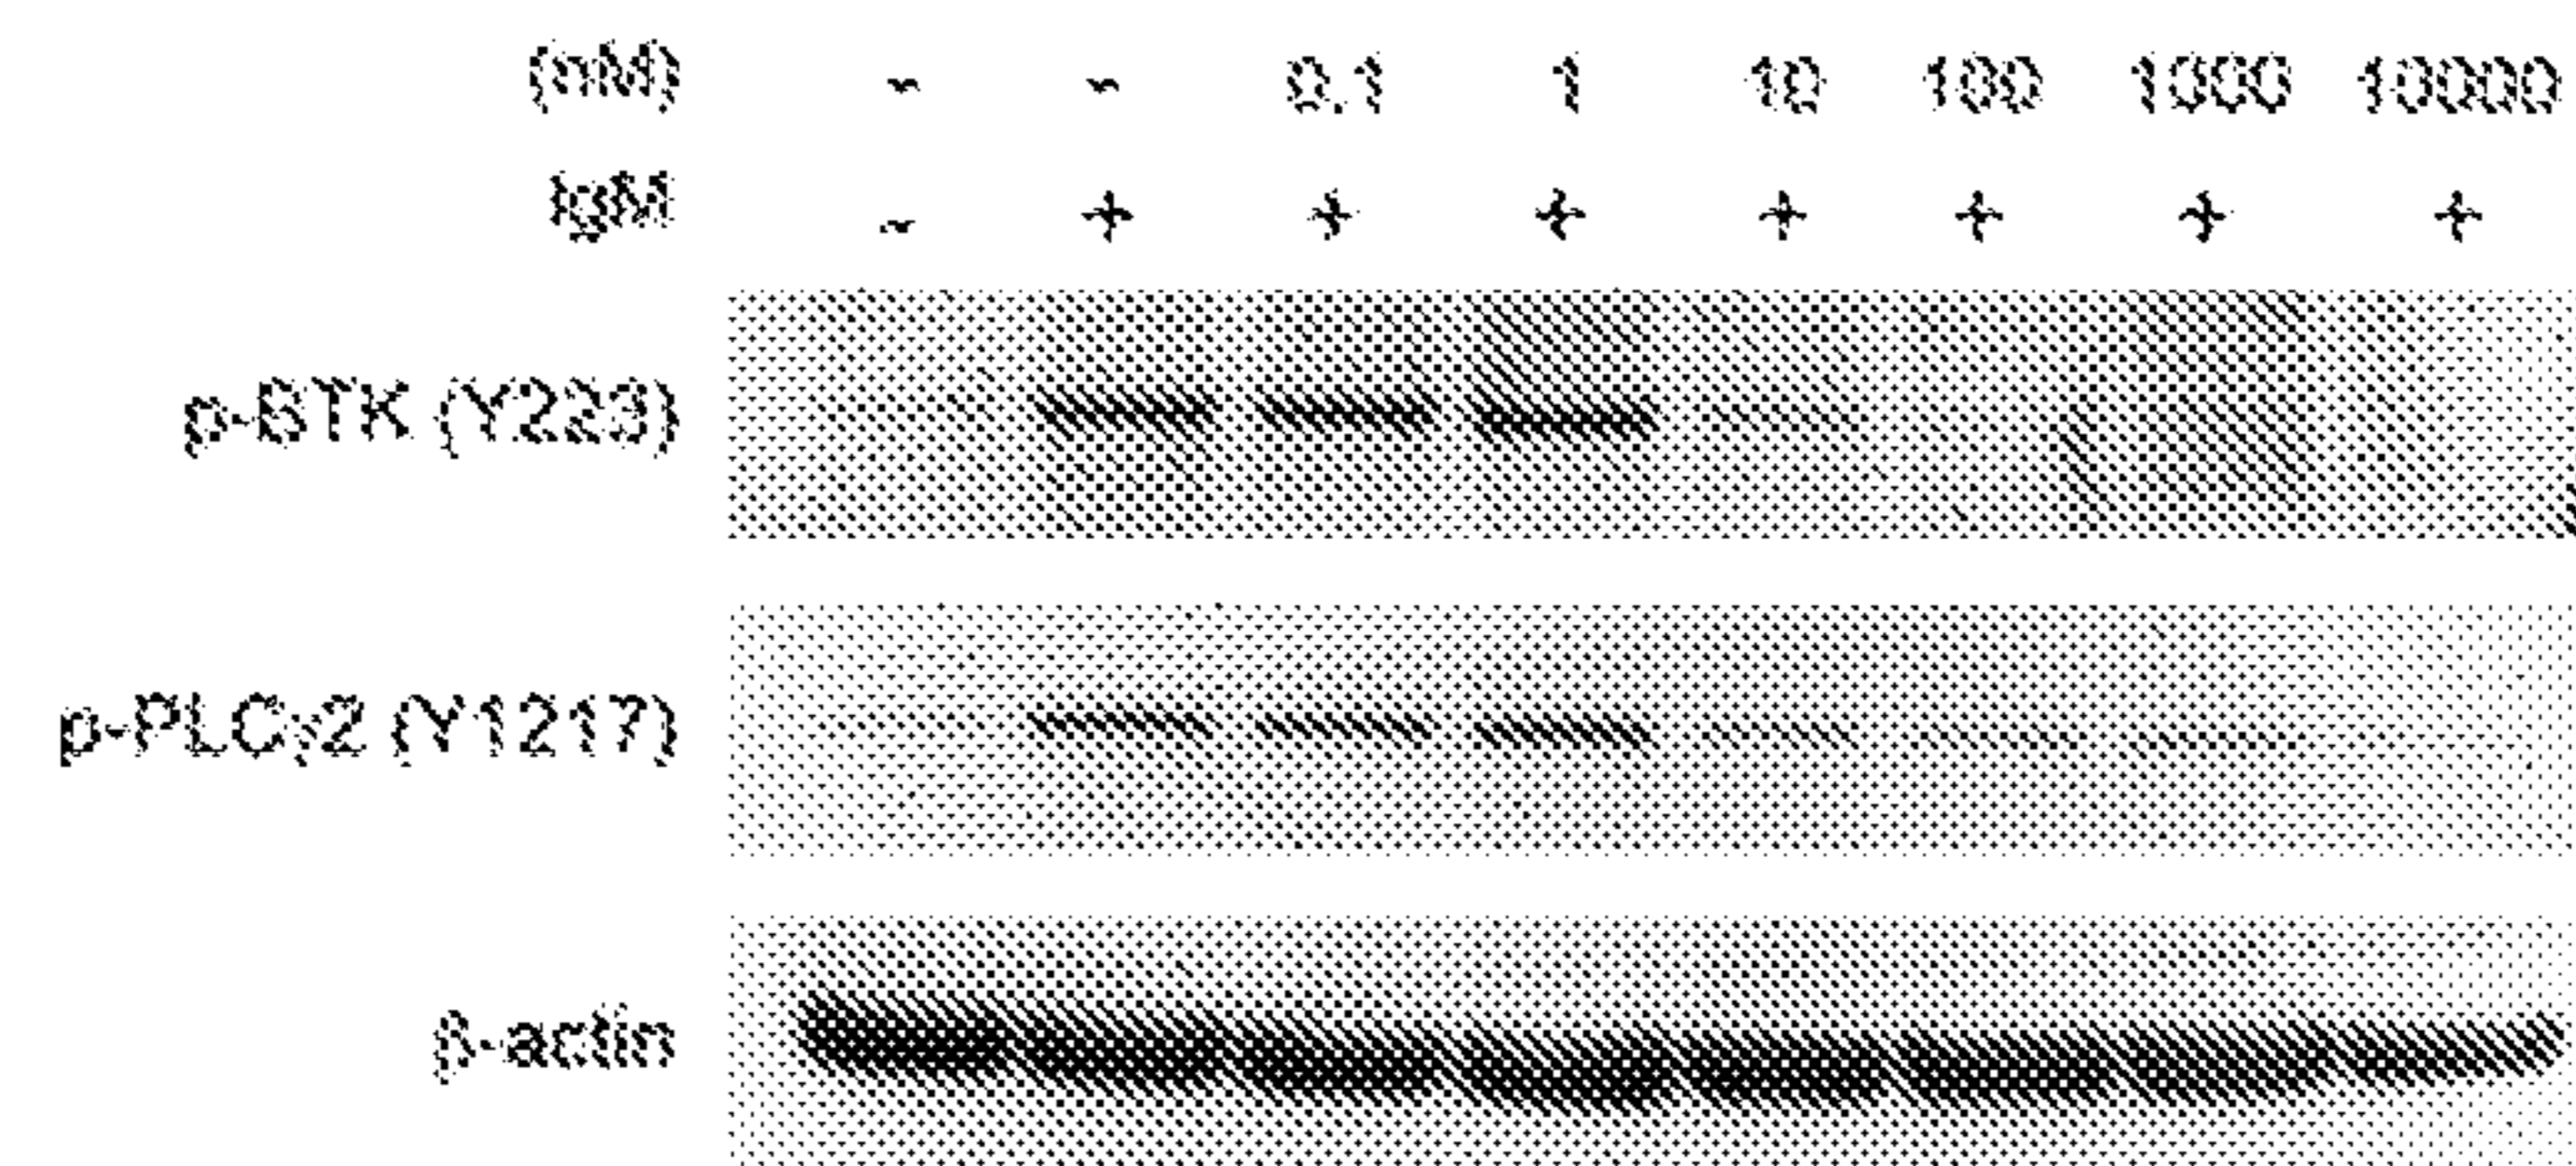 (nM) - - 0.1 1 10 100 1000 10000
IgM - + + + + + + +
p-BTK (Y223)
p-PLCγ2 (Y1217)
β-actin